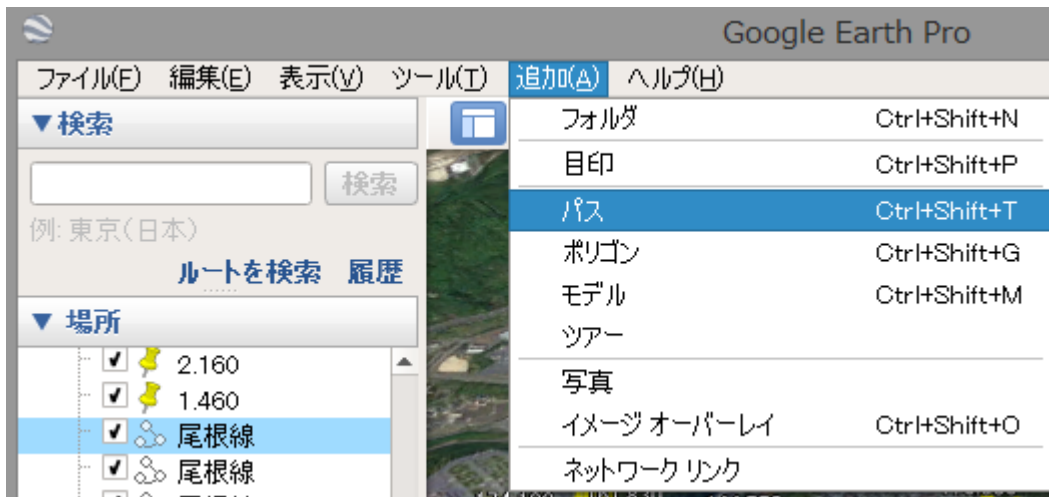 Google Earth Pro
ファイル(F) 編集(E) 表示(V) ツール(T) 追加(A) ヘルプ(H)
▼検索
検索
例: 東京(日本)
ルートを検索 履歴
▼ 場所
2.160
1.460
尾根線
尾根線
フォルダ Ctrl+Shift+N
目印 Ctrl+Shift+P
パス Ctrl+Shift+T
ポリゴン Ctrl+Shift+G
モデル Ctrl+Shift+M
ツアー
写真
イメージ オーバーレイ Ctrl+Shift+O
ネットワーク リンク